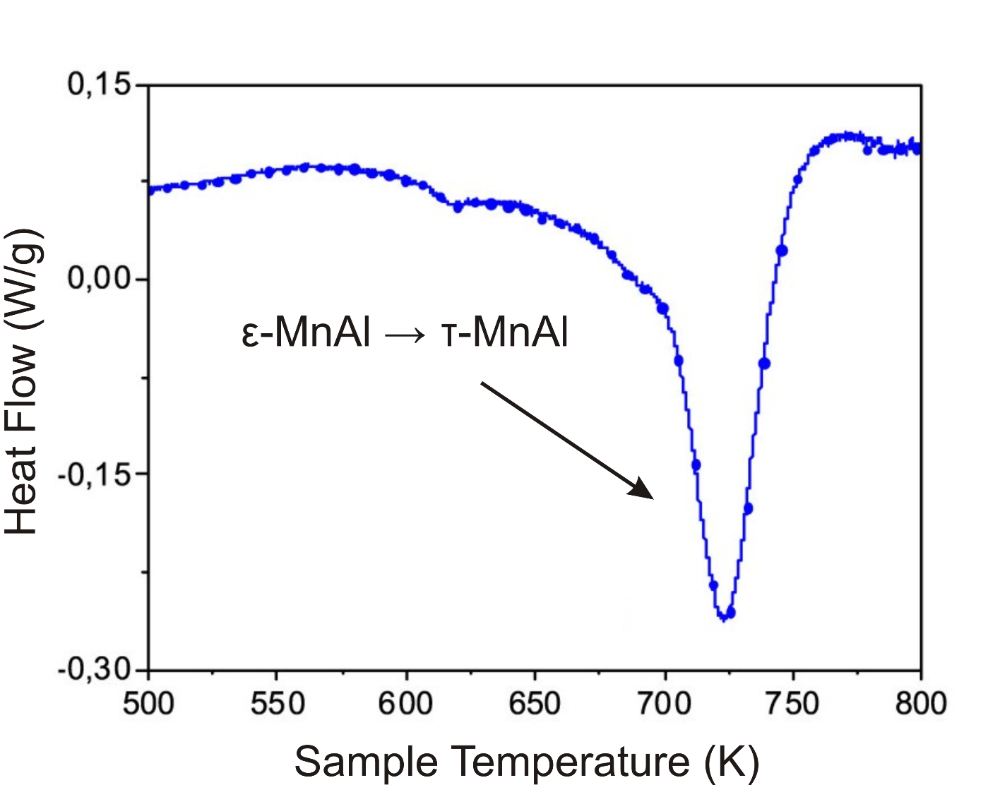 0,15
0,00
-0,15
-0,30
Heat Flow (W/g)
ε-MnAl → τ-MnAl
500 550 600 650 700 750 800
Sample Temperature (K)